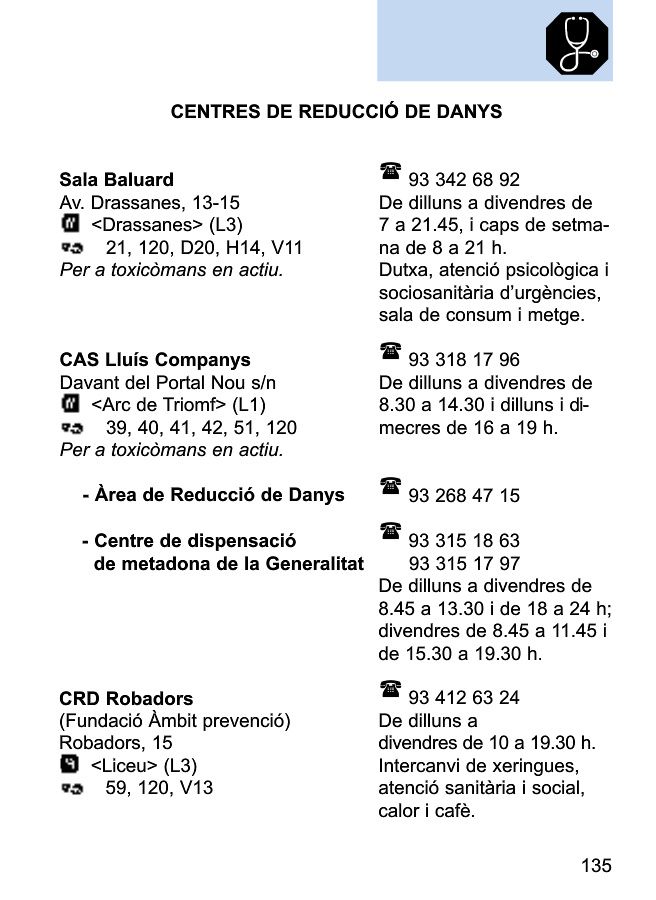 CENTRES DE REDUCCIÓ DE DANYS
Sala Baluard
Av. Drassanes, 13-15
<Drassanes> (L3)
21, 120, D20, H14, V11
Per a toxicòmans en actiu.
93 342 68 92
De dilluns a divendres de
7 a 21.45, i caps de setma-
na de 8 a 21 h.
Dutxa, atenció psicològica i
sociosanitària d’urgències,
sala de consum i metge.
CAS Lluís Companys
Davant del Portal Nou s/n
<Arc de Triomf> (L1)
39, 40, 41, 42, 51, 120
Per a toxicòmans en actiu.
93 318 17 96
De dilluns a divendres de
8.30 a 14.30 i dilluns i di-
mecres de 16 a 19 h.
- Àrea de Reducció de Danys
93 268 47 15
- Centre de dispensació
de metadona de la Generalitat
93 315 18 63
93 315 17 97
De dilluns a divendres de
8.45 a 13.30 i de 18 a 24 h;
divendres de 8.45 a 11.45 i
de 15.30 a 19.30 h.
CRD Robadors
(Fundació Àmbit prevenció)
Robadors, 15
<Liceu> (L3)
59, 120, V13
93 412 63 24
De dilluns a
divendres de 10 a 19.30 h.
Intercanvi de xeringues,
atenció sanitària i social,
calor i cafè.
135